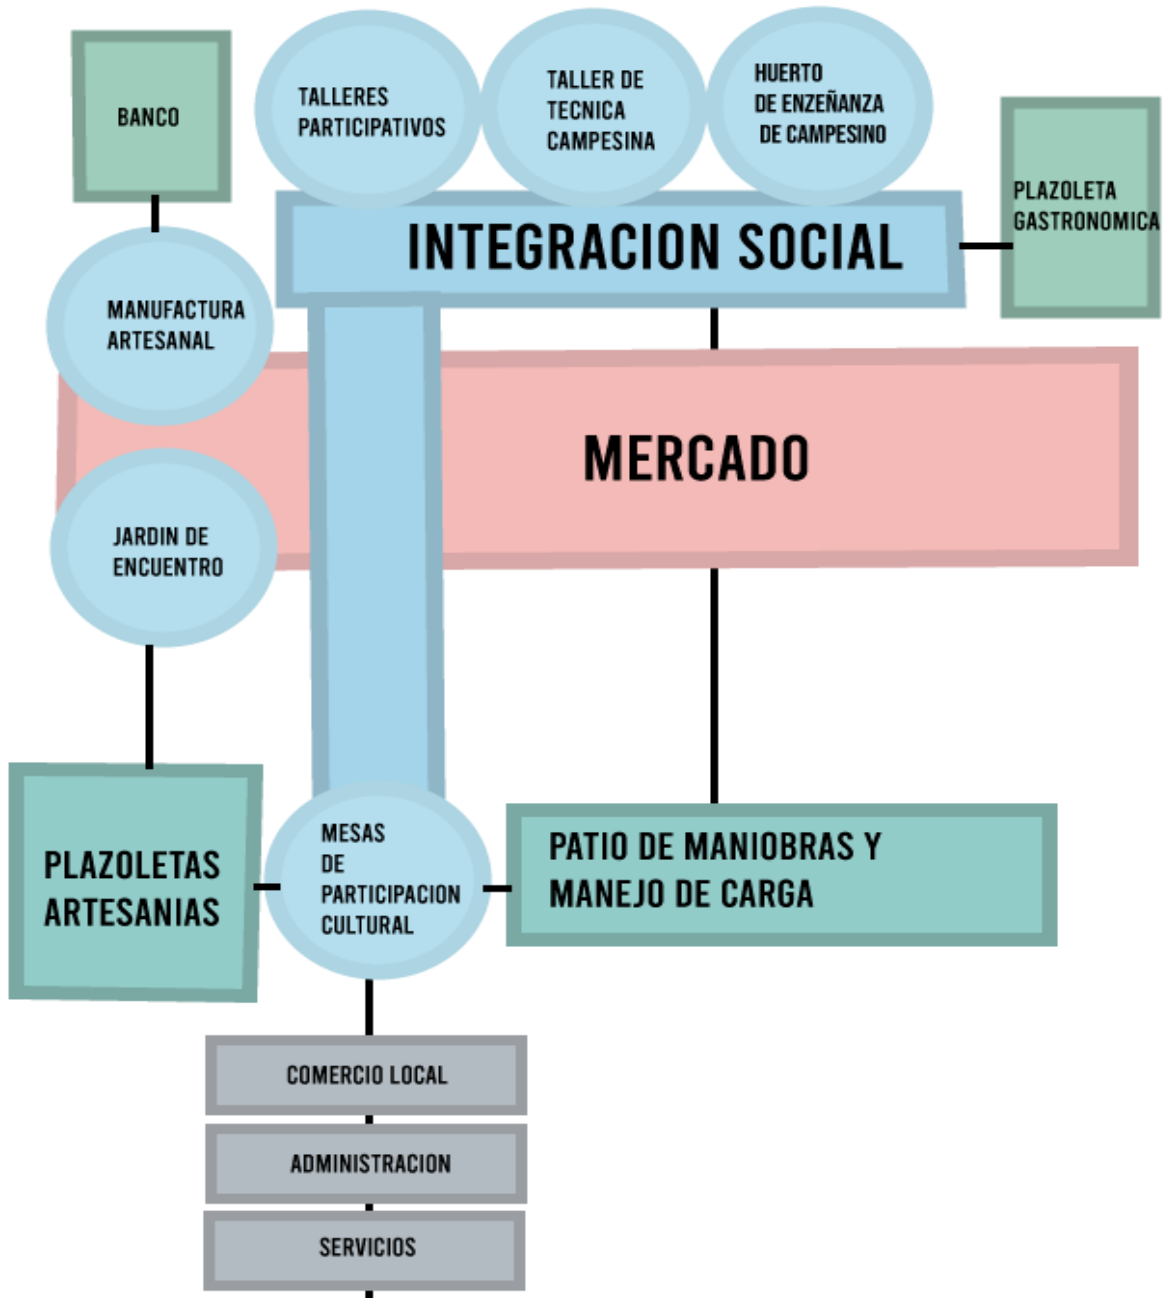 BANCO
TALLERES
PARTICIPATIVOS
TALLER DE
TECNICA
CAMPESINA
HUERTO
DE ENZEÑANZA
DE CAMPESINO
PLAZOLETA
GASTRONOMICA
INTEGRACION SOCIAL
MANUFACTURA
ARTESANAL
MERCADO
JARDIN DE
ENCUENTRO
PLAZOLETAS
ARTESANIAS
MESAS
DE
PARTICIPACION
CULTURAL
PATIO DE MANIOBRAS Y
MANEJO DE CARGA
COMERCIO LOCAL
ADMINISTRACION
SERVICIOS